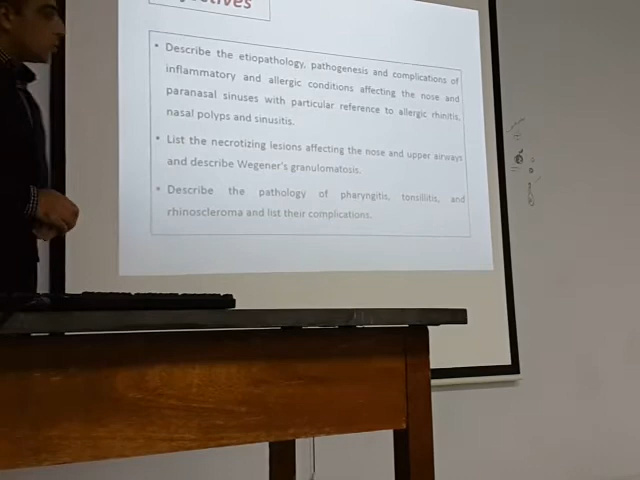 • Describe the etiopathology, pathogenesis and complications of
inflammatory and allergic conditions affecting the nose and
paranasal sinuses with particular reference to allergic rhinitis,
nasal polyps and sinusitis.
• List the necrotizing lesions affecting the nose and upper airways
and describe Wegener's granulomatosis.
• Describe the pathology of pharyngitis, tonsillitis, and
rhinoscleroma and list their complications.